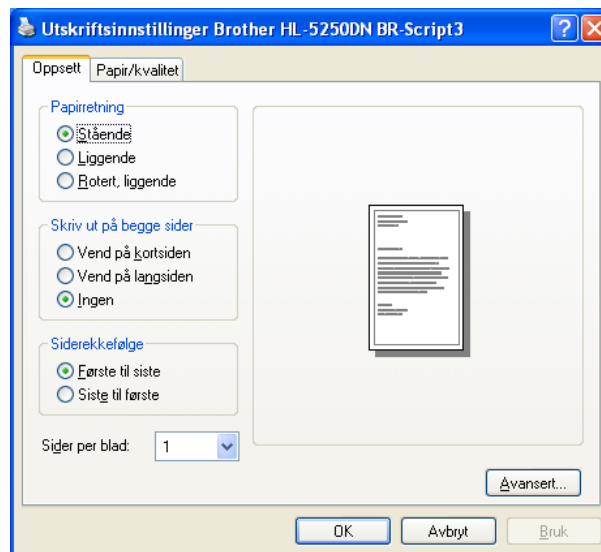 Utskriftsinnstillinger Brother HL-5250DN BR-Script3
Oppsett Papir/kvalitet
Papirretning
Stående
Liggende
Rotert, liggende
Skriv ut på begge sider
Vend på kortsiden
Vend på langsiden
Ingen
Siderekkefølge
Første til siste
Siste til første
Sider per blad: 1
Avansert...
OK Avbryt Bruk